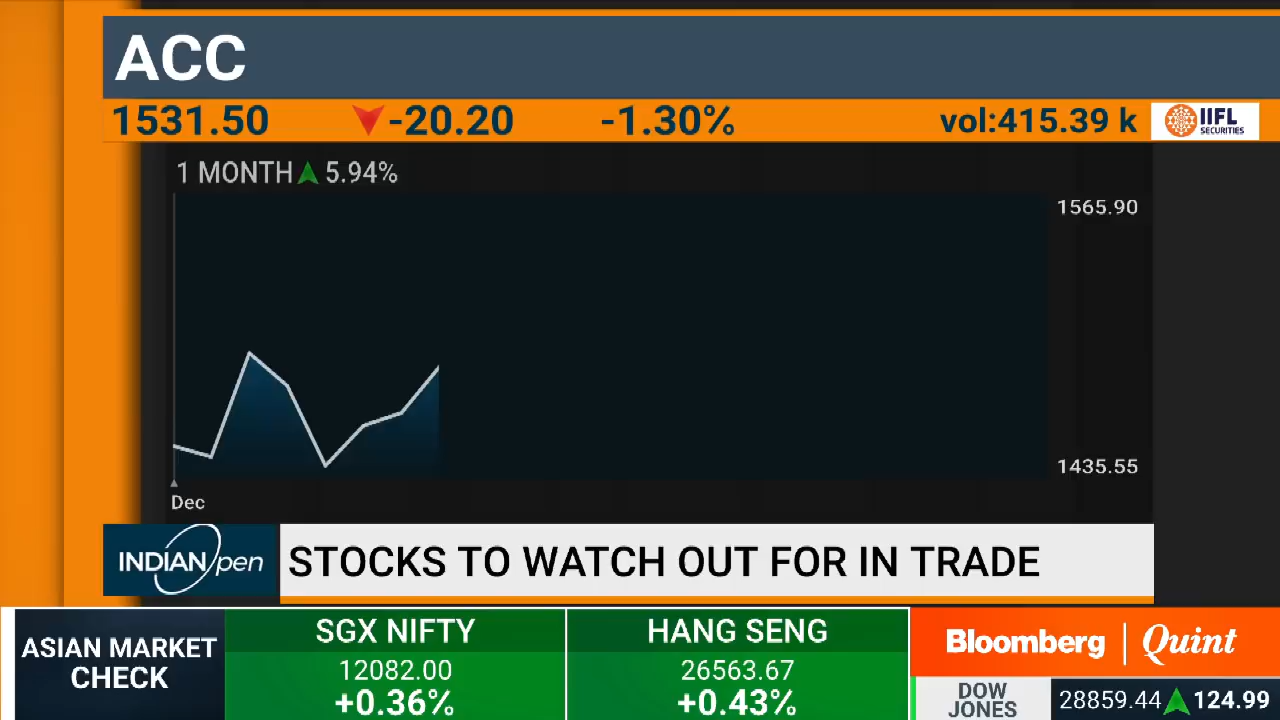 ACC
1531.50 -20.20 -1.30% vol:415.39 k IIFL SECURITIES
1 MONTH 5.94%
1565.90
1435.55
Dec
INDIAN Open STOCKS TO WATCH OUT FOR IN TRADE
ASIAN MARKET CHECK
SGX NIFTY
12082.00
+0.36%
HANG SENG
26563.67
+0.43%
Bloomberg | Quint
DOW JONES 28859.44 124.99